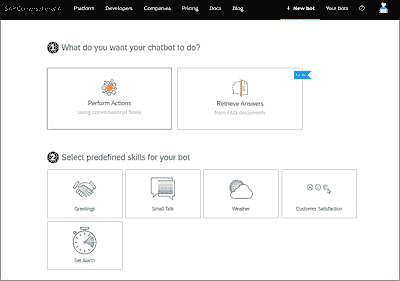 Platform Developers Companies Pricing Docs Blog + New bot Your bots
1 What do you want your chatbot to do?
Perform Actions
using conversational flows
Retrieve Answers
from FAQ documents
2 Select predefined skills for your bot
Greetings
Small Talk
Weather
Customer Satisfaction
Set Alarm